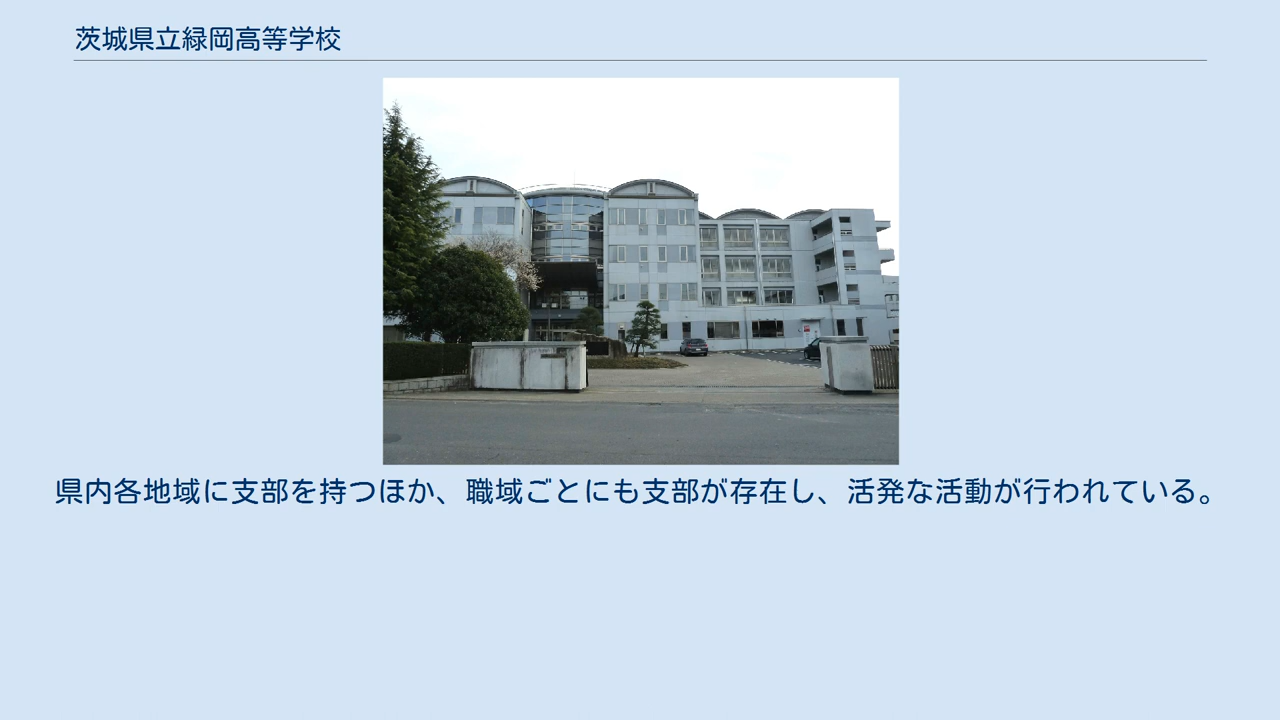 茨城県立緑岡高等学校
県内各地域に支部を持つほか、職域ごとにも支部が存在し、活発な活動が行われている。